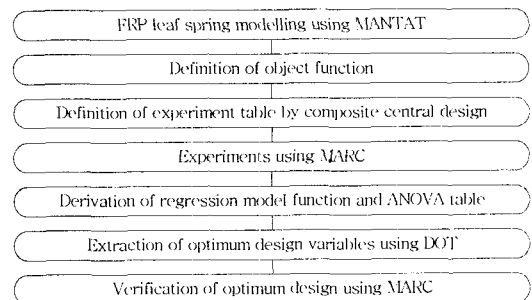 FRP leaf spring modelling using MANTAT
Definition of object function
Definition of experiment table by composite central design
Experiments using MARC
Derivation of regression model function and ANOVA table
Extraction of optimum design variables using DOT
Verification of optimum design using MARC